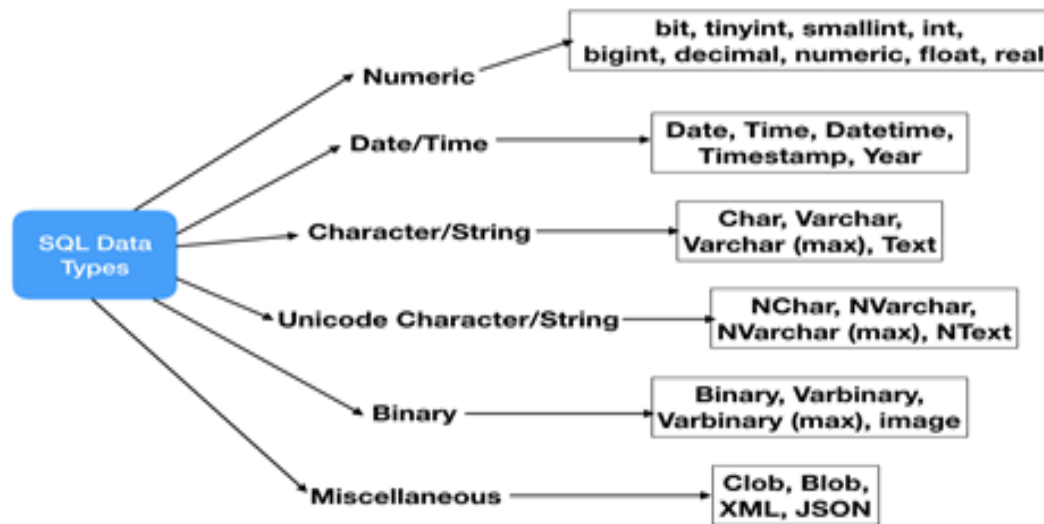 bit, tinyint, smallint, int,
bigint, decimal, numeric, float, real
Numeric
Date/Time
Date, Time, Datetime,
Timestamp, Year
SQL Data
Types
Character/String
Char, Varchar,
Varchar (max), Text
Unicode Character/String
NChar, NVarchar,
NVarchar (max), NText
Binary
Binary, Varbinary,
Varbinary (max), image
Miscellaneous
Clob, Blob,
XML, JSON